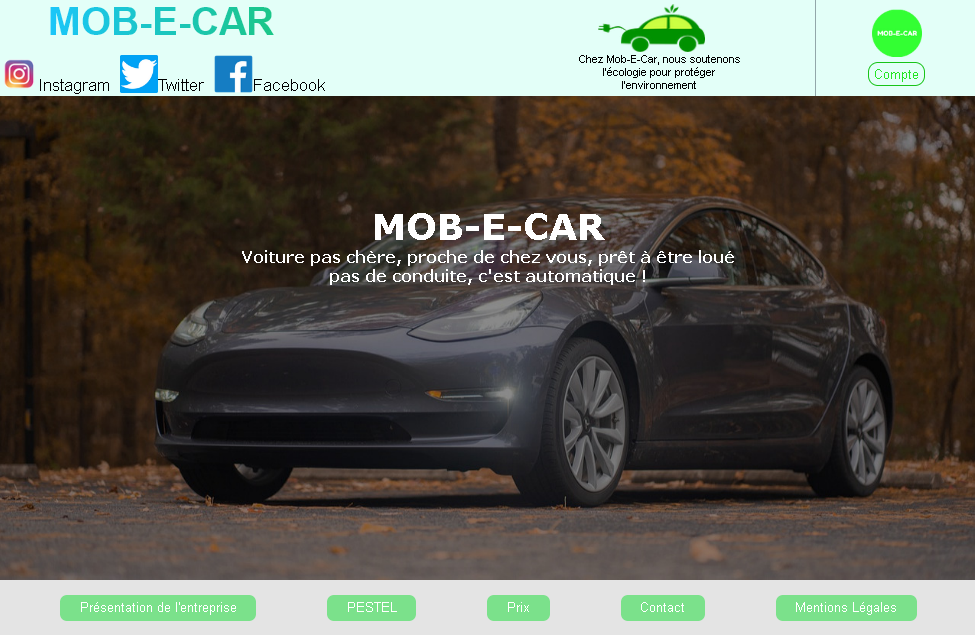 MOB-E-CAR
Instagram
Twitter
Facebook
Chez Mob-E-Car, nous soutenons
l'écologie pour protéger
l'environnement
MOB-E-CAR
Compte
MOB-E-CAR
Voiture pas chère, proche de chez vous, prêt à être loué
pas de conduite, c'est automatique !
Présentation de l'entreprise
PESTEL
Prix
Contact
Mentions Légales